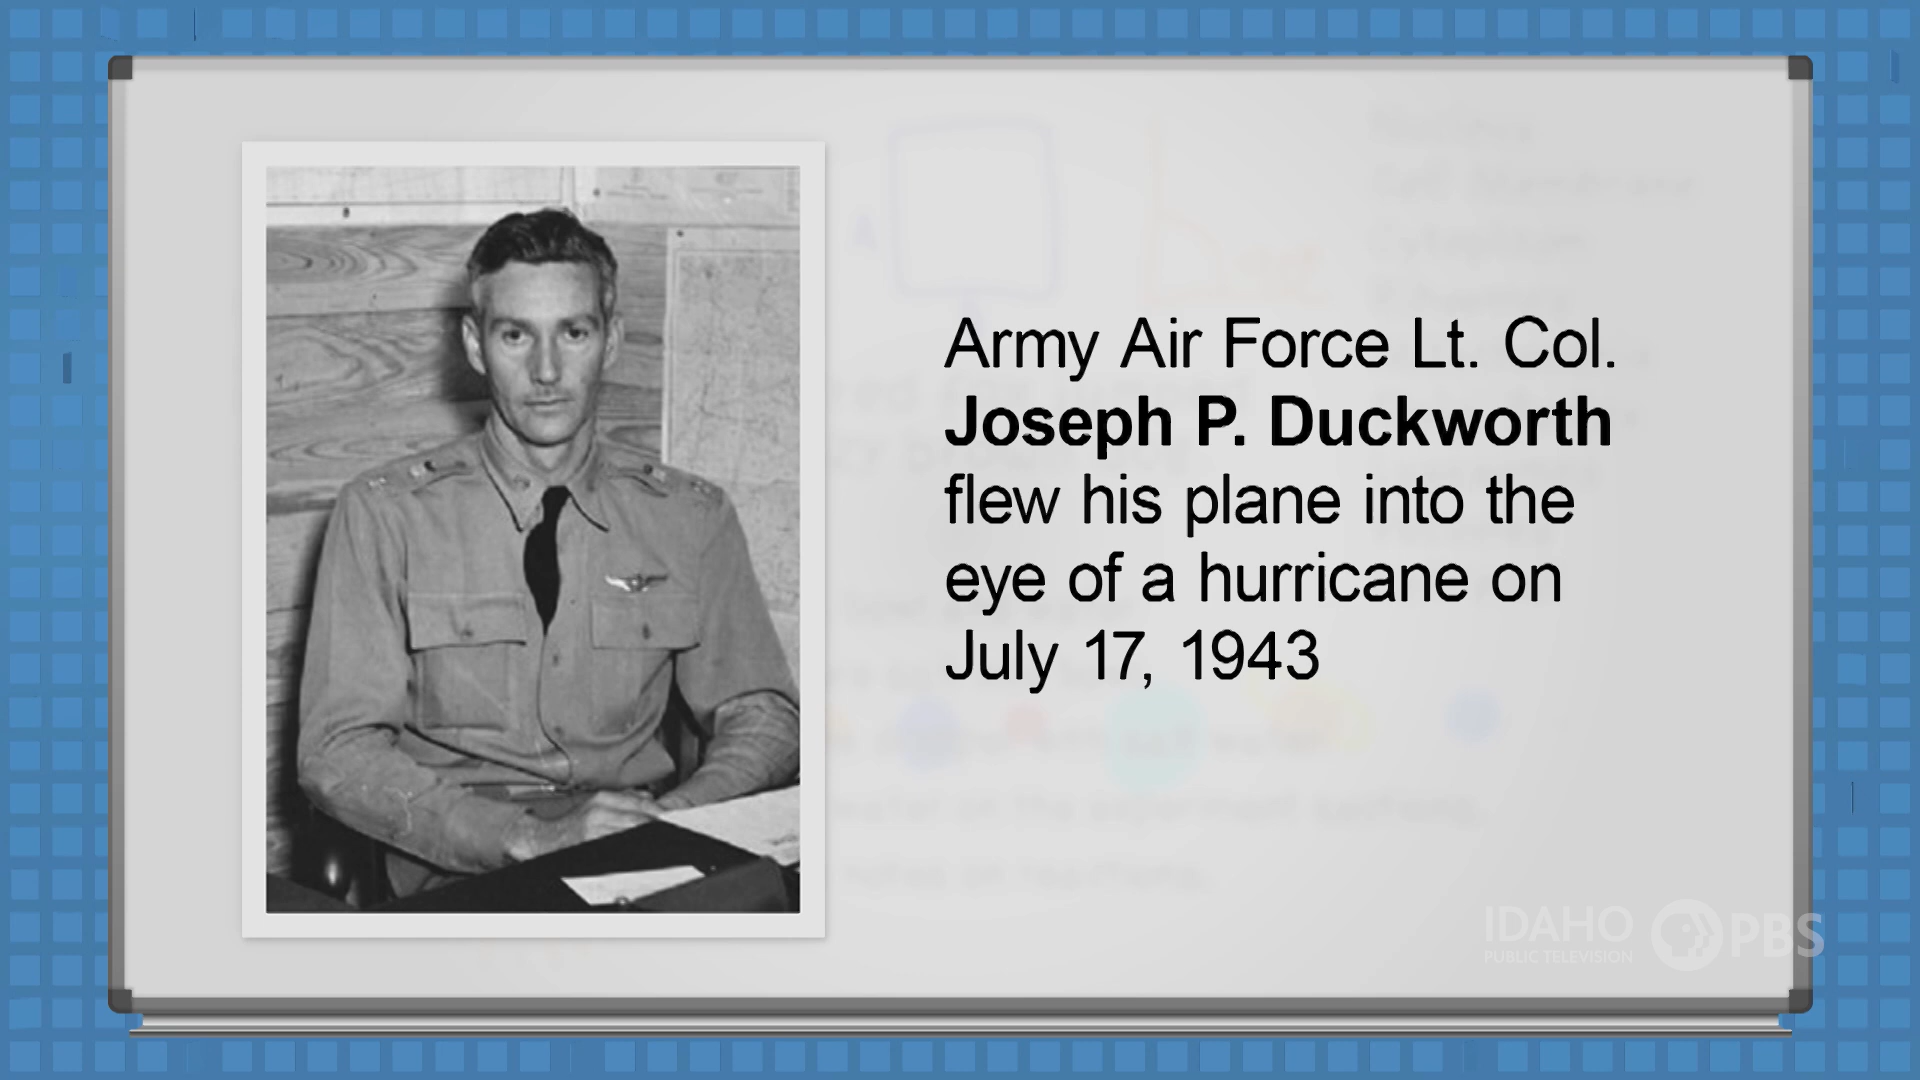 Army Air Force Lt. Col.
Joseph P. Duckworth
flew his plane into the
eye of a hurricane on
July 17, 1943
IDAHO
PUBLIC TELEVISION
PBS